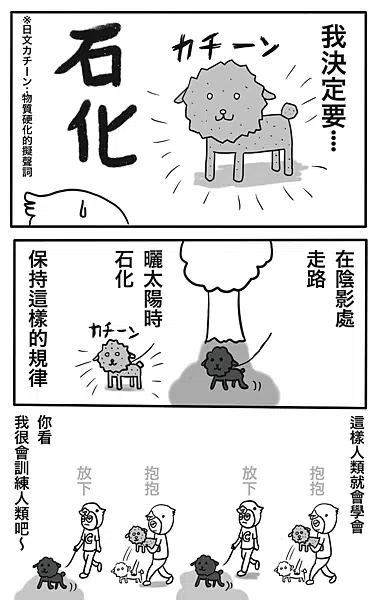 我決定要……
カチーン
石化
※日文カチーン：物質硬化的擬聲詞
在陰影處
走路
曬太陽時
石化
カチーン
保持這樣的規律
這樣人類就會學會
抱抱
放下
抱抱
放下
你看
我很會訓練人類吧～